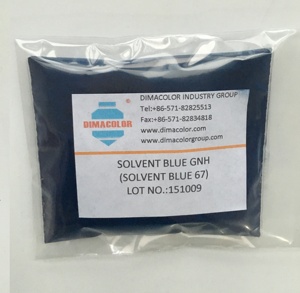 DIMACOLOR
DIMACOLOR INDUSTRY GROUP
Tel:+86-571-82825513
Fax:+86-571-82834818
www.dimacolor.com
www.dimacolorgroup.com
SOLVENT BLUE GNH
(SOLVENT BLUE 67)
LOT NO.:151009